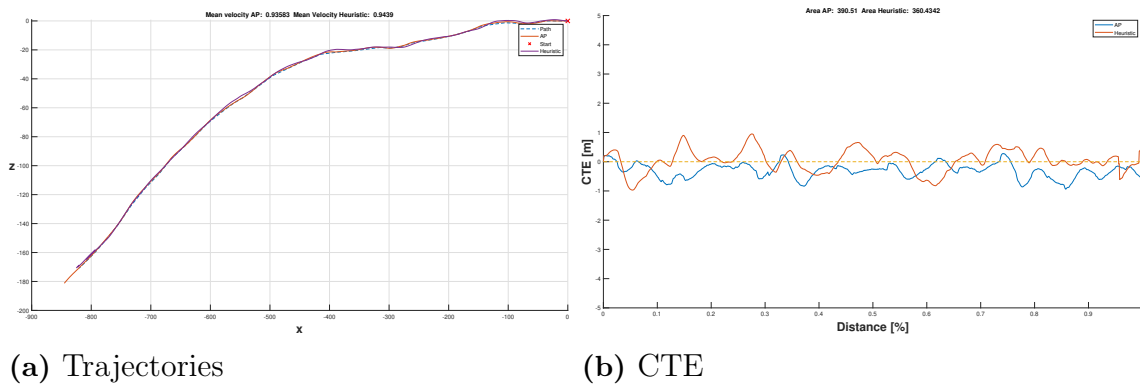 Mean velocity AP: 0.93583 Mean Velocity Heuristic: 0.9439
Path
AP
Start
Heuristic
0
-20
-40
-60
-80
-100
-120
-140
-160
-180
-200
z
-900 -800 -700 -600 -500 -400 -300 -200 -100 0
x
(a) Trajectories
Area AP: 390.51 Area Heuristic: 360.4342
AP
Heuristic
5
4
3
2
1
0
-1
-2
-3
-4
-5
CTE [m]
0 0.1 0.2 0.3 0.4 0.5 0.6 0.7 0.8 0.9
Distance [%]
(b) CTE